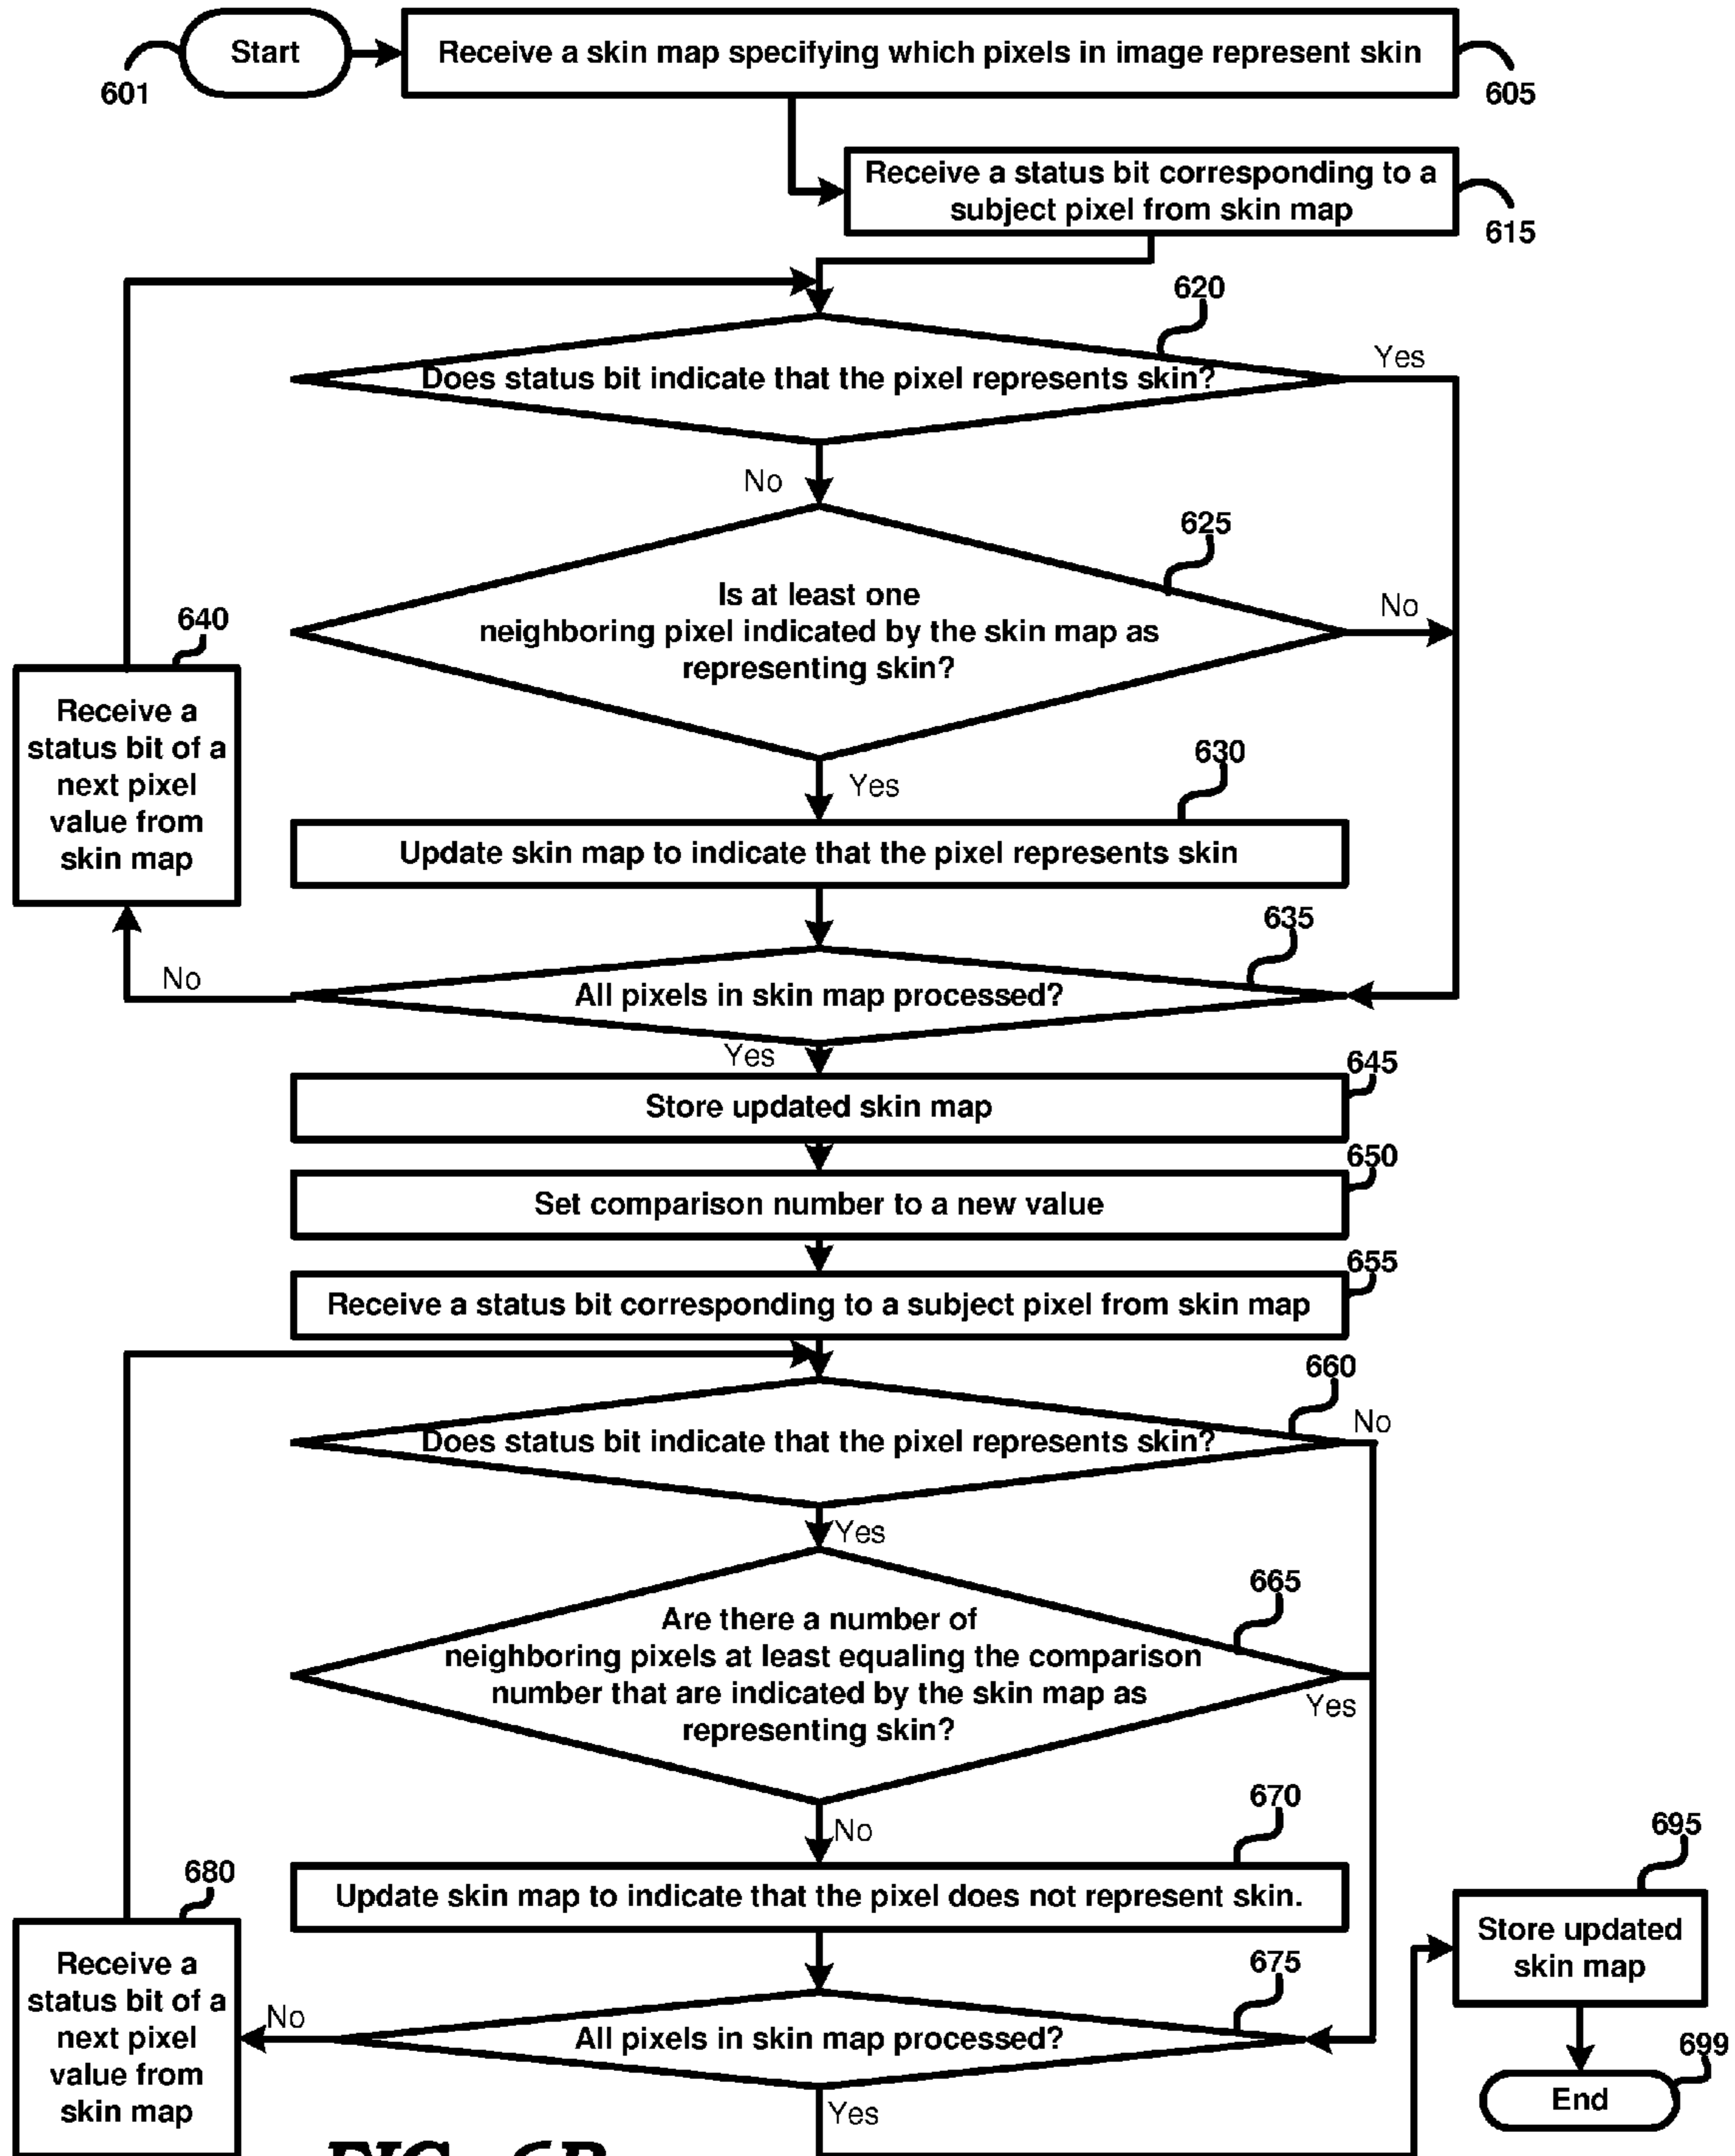 Start
601
Receive a skin map specifying which pixels in image represent skin
605
Receive a status bit corresponding to a
subject pixel from skin map
615
620
Does status bit indicate that the pixel represents skin?
Yes
No
625
Is at least one
neighboring pixel indicated by the skin map as
representing skin?
No
640
Receive a
status bit of a
next pixel
value from
skin map
Yes
630
Update skin map to indicate that the pixel represents skin
635
All pixels in skin map processed?
No
Yes
645
Store updated skin map
650
Set comparison number to a new value
655
Receive a status bit corresponding to a subject pixel from skin map
660
Does status bit indicate that the pixel represents skin?
No
Yes
665
Are there a number of
neighboring pixels at least equaling the comparison
number that are indicated by the skin map as
representing skin?
Yes
No
670
Update skin map to indicate that the pixel does not represent skin.
675
All pixels in skin map processed?
No
680
Receive a
status bit of a
next pixel
value from
skin map
Yes
695
Store updated
skin map
699
End